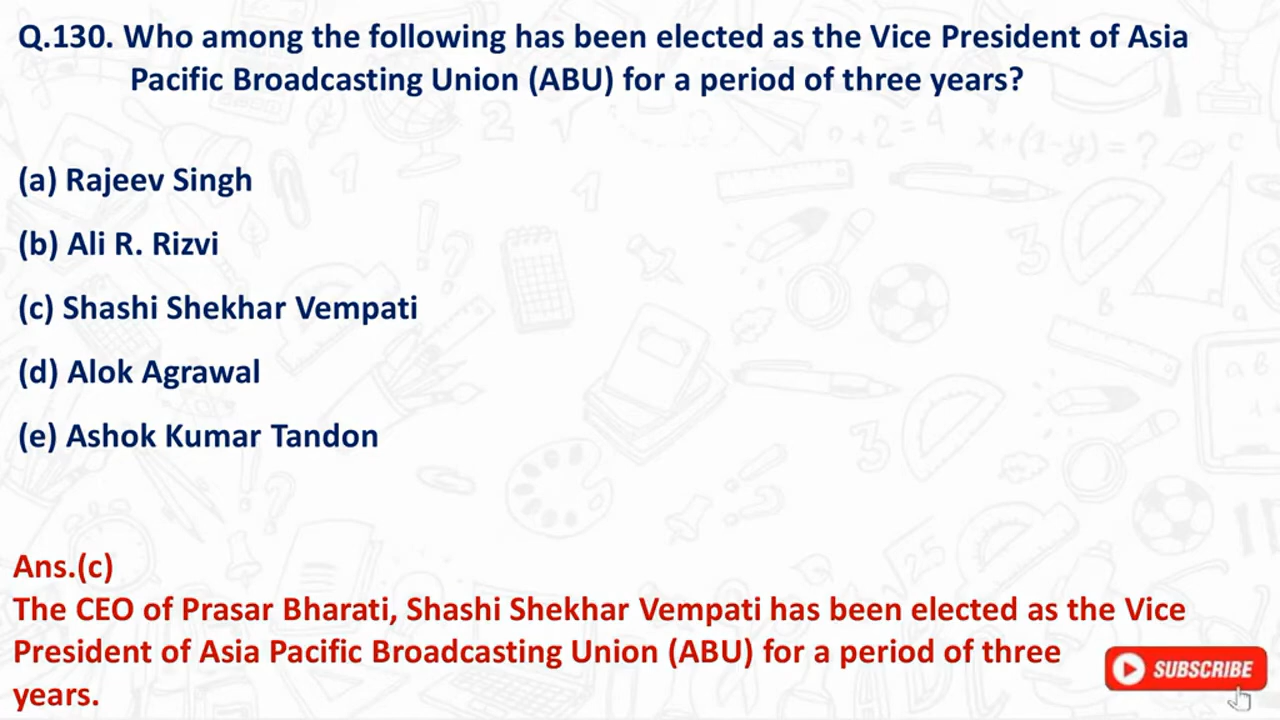 Q.130. Who among the following has been elected as the Vice President of Asia
Pacific Broadcasting Union (ABU) for a period of three years?
(a) Rajeev Singh
(b) Ali R. Rizvi
(c) Shashi Shekhar Vempati
(d) Alok Agrawal
(e) Ashok Kumar Tandon
Ans.(c)
The CEO of Prasar Bharati, Shashi Shekhar Vempati has been elected as the Vice
President of Asia Pacific Broadcasting Union (ABU) for a period of three
years.
SUBSCRIBE